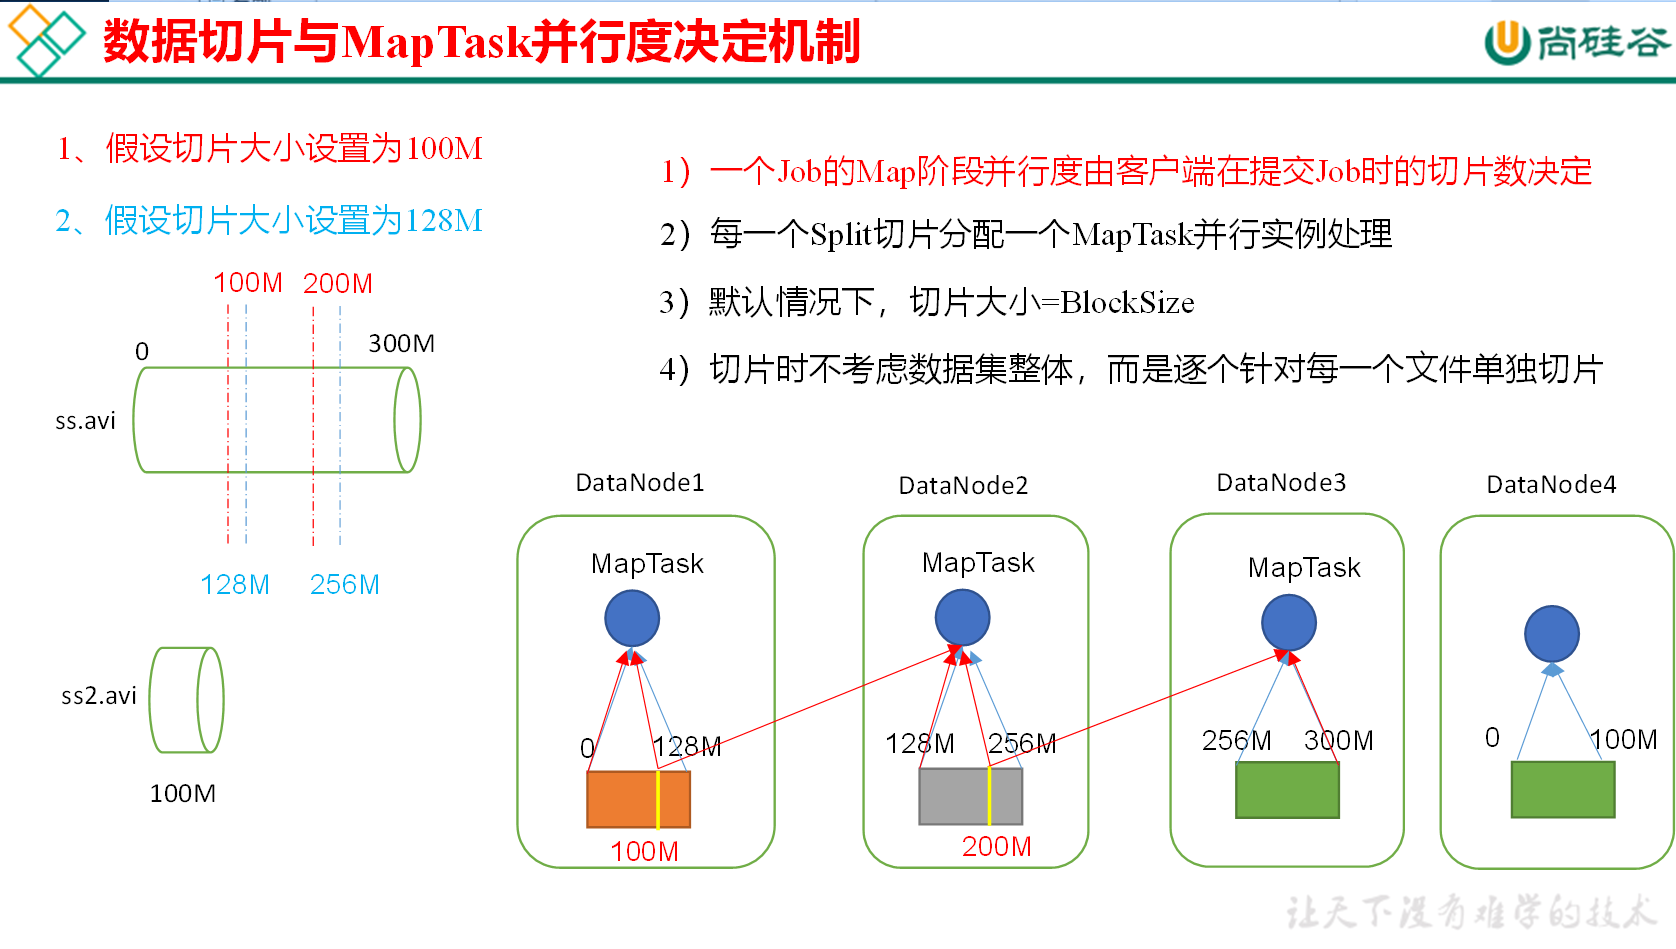 数据切片与MapTask并行度决定机制
尚硅谷
1、假设切片大小设置为100M
2、假设切片大小设置为128M
100M 200M
0 300M
ss.avi
128M 256M
ss2.avi
100M
1）一个Job的Map阶段并行度由客户端在提交Job时的切片数决定
2）每一个Split切片分配一个MapTask并行实例处理
3）默认情况下，切片大小=BlockSize
4）切片时不考虑数据集整体，而是逐个针对每一个文件单独切片
DataNode1
MapTask
0 128M
100M
DataNode2
MapTask
128M 256M
200M
DataNode3
MapTask
256M 300M
DataNode4
0 100M
让天下没有难学的技术